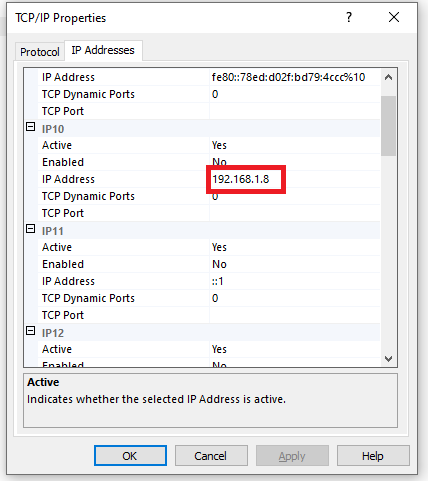 TCP/IP Properties
Protocol IP Addresses
IP Address fe80::78ed:d02f:bd79:4ccc%10
TCP Dynamic Ports 0
TCP Port
IP10
Active Yes
Enabled No
IP Address 192.168.1.8
TCP Dynamic Ports 0
TCP Port
IP11
Active Yes
Enabled No
IP Address ::1
TCP Dynamic Ports 0
TCP Port
IP12
Active Yes
Enabled No
Active
Indicates whether the selected IP Address is active.
OK Cancel Apply Help